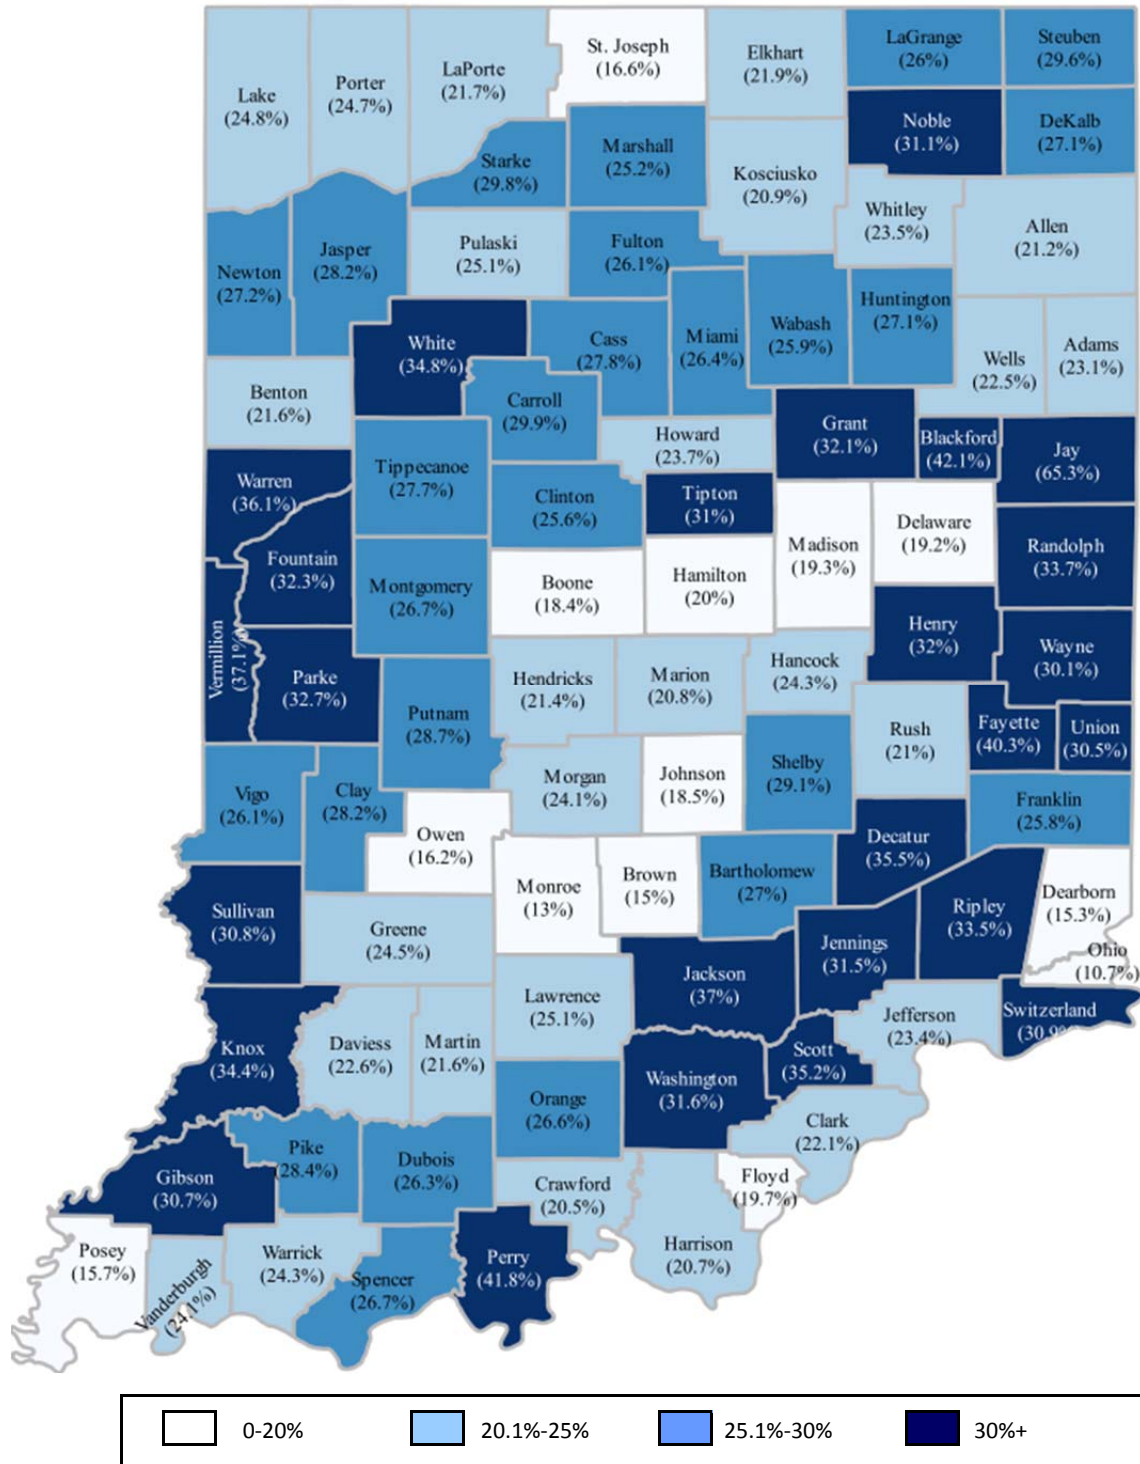 St. Joseph
(16.6%)
LaGrange
(26%)
Steuben
(29.6%)
Elkhart
(21.9%)
LaPorte
(21.7%)
Porter
(24.7%)
Lake
(24.8%)
Noble
(31.1%)
DeKalb
(27.1%)
Marshall
(25.2%)
Starke
(29.8%)
Kosciusko
(20.9%)
Whitley
(23.5%)
Allen
(21.2%)
Pulaski
(25.1%)
Fulton
(26.1%)
Jasper
(28.2%)
Newton
(27.2%)
Huntington
(27.1%)
Wabash
(25.9%)
Miami
(26.4%)
Cass
(27.8%)
White
(34.8%)
Wells
(22.5%)
Adams
(23.1%)
Benton
(21.6%)
Carroll
(29.9%)
Howard
(23.7%)
Grant
(32.1%)
Blackford
(42.1%)
Jay
(65.3%)
Tippecanoe
(27.7%)
Warren
(36.1%)
Clinton
(25.6%)
Tipton
(31%)
Delaware
(19.2%)
Madison
(19.3%)
Randolph
(33.7%)
Fountain
(32.3%)
Montgomery
(26.7%)
Boone
(18.4%)
Hamilton
(20%)
Henry
(32%)
Wayne
(30.1%)
Vermillion
(37.1%)
Parke
(32.7%)
Hendricks
(21.4%)
Marion
(20.8%)
Hancock
(24.3%)
Putnam
(28.7%)
Rush
(21%)
Fayette
(40.3%)
Union
(30.5%)
Morgan
(24.1%)
Johnson
(18.5%)
Shelby
(29.1%)
Vigo
(26.1%)
Clay
(28.2%)
Franklin
(25.8%)
Owen
(16.2%)
Decatur
(35.5%)
Monroe
(13%)
Brown
(15%)
Bartholomew
(27%)
Dearborn
(15.3%)
Sullivan
(30.8%)
Ripley
(33.5%)
Greene
(24.5%)
Jennings
(31.5%)
Ohio
(10.7%)
Jackson
(37%)
Lawrence
(25.1%)
Switzerland
Jefferson
(23.4%)
Knox
(34.4%)
Daviess
(22.6%)
Martin
(21.6%)
Scott
(35.2%)
Washington
(31.6%)
Orange
(26.6%)
Clark
(22.1%)
Pike
(28.4%)
Dubois
(26.3%)
Gibson
(30.7%)
Crawford
(20.5%)
Floyd
(19.7%)
Posey
(15.7%)
Vanderburgh
(24.1%)
Warrick
(24.3%)
Spencer
(26.7%)
Perry
(41.8%)
Harrison
(20.7%)
0-20% 20.1%-25% 25.1%-30% 30%+